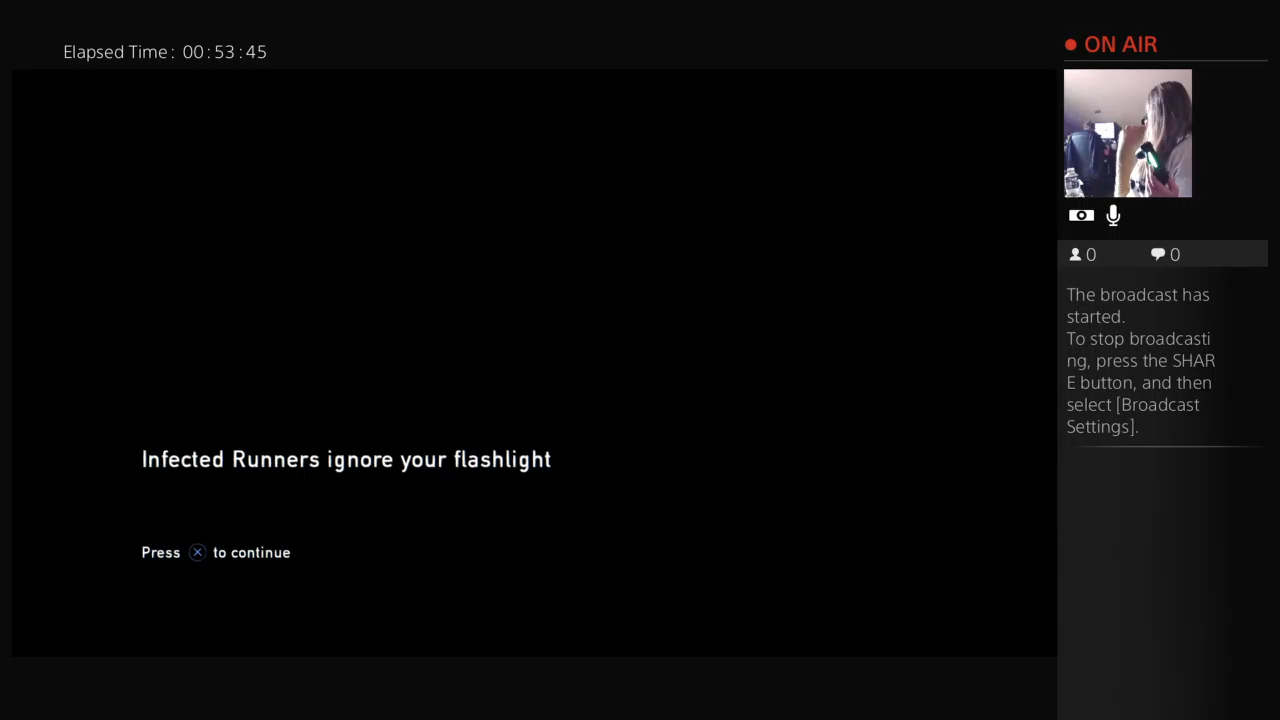 Elapsed Time: 00:53:45
ON AIR
0 0
The broadcast has
started.
To stop broadcasti
ng, press the SHAR
E button, and then
select [Broadcast
Settings].
Infected Runners ignore your flashlight
Press to continue